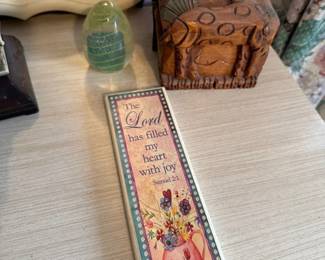 The
Lord
has filled
my
heart
with joy
Samuel 2:1